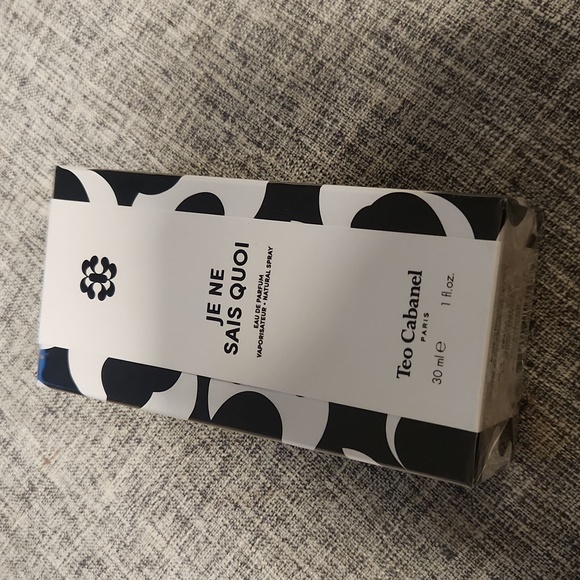 JE NE
SAIS QUOI
EAU DE PARFUM
VAPORISATEUR • NATURAL SPRAY
Teo Cabanel
PARIS
30 ml ℮ 1 fl.oz.